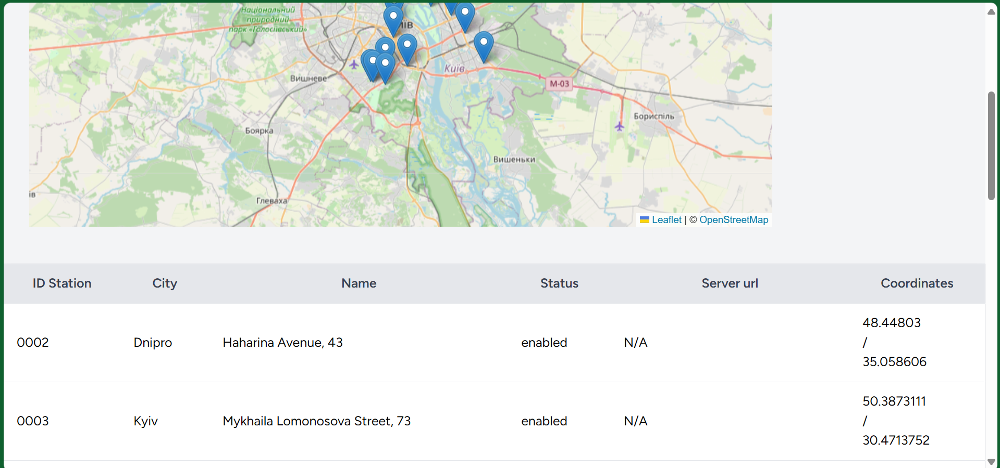 Національний
природний
парк «Голосіївський»
їв
Київ
Вишневе
М-03
Бориспіль
Боярка
Вишеньки
ів
Глеваха
Leaflet | © OpenStreetMap
ID Station City Name Status Server url Coordinates
0002 Dnipro Haharina Avenue, 43 enabled N/A 48.44803
/
35.058606
0003 Kyiv Mykhaila Lomonosova Street, 73 enabled N/A 50.3873111
/
30.4713752